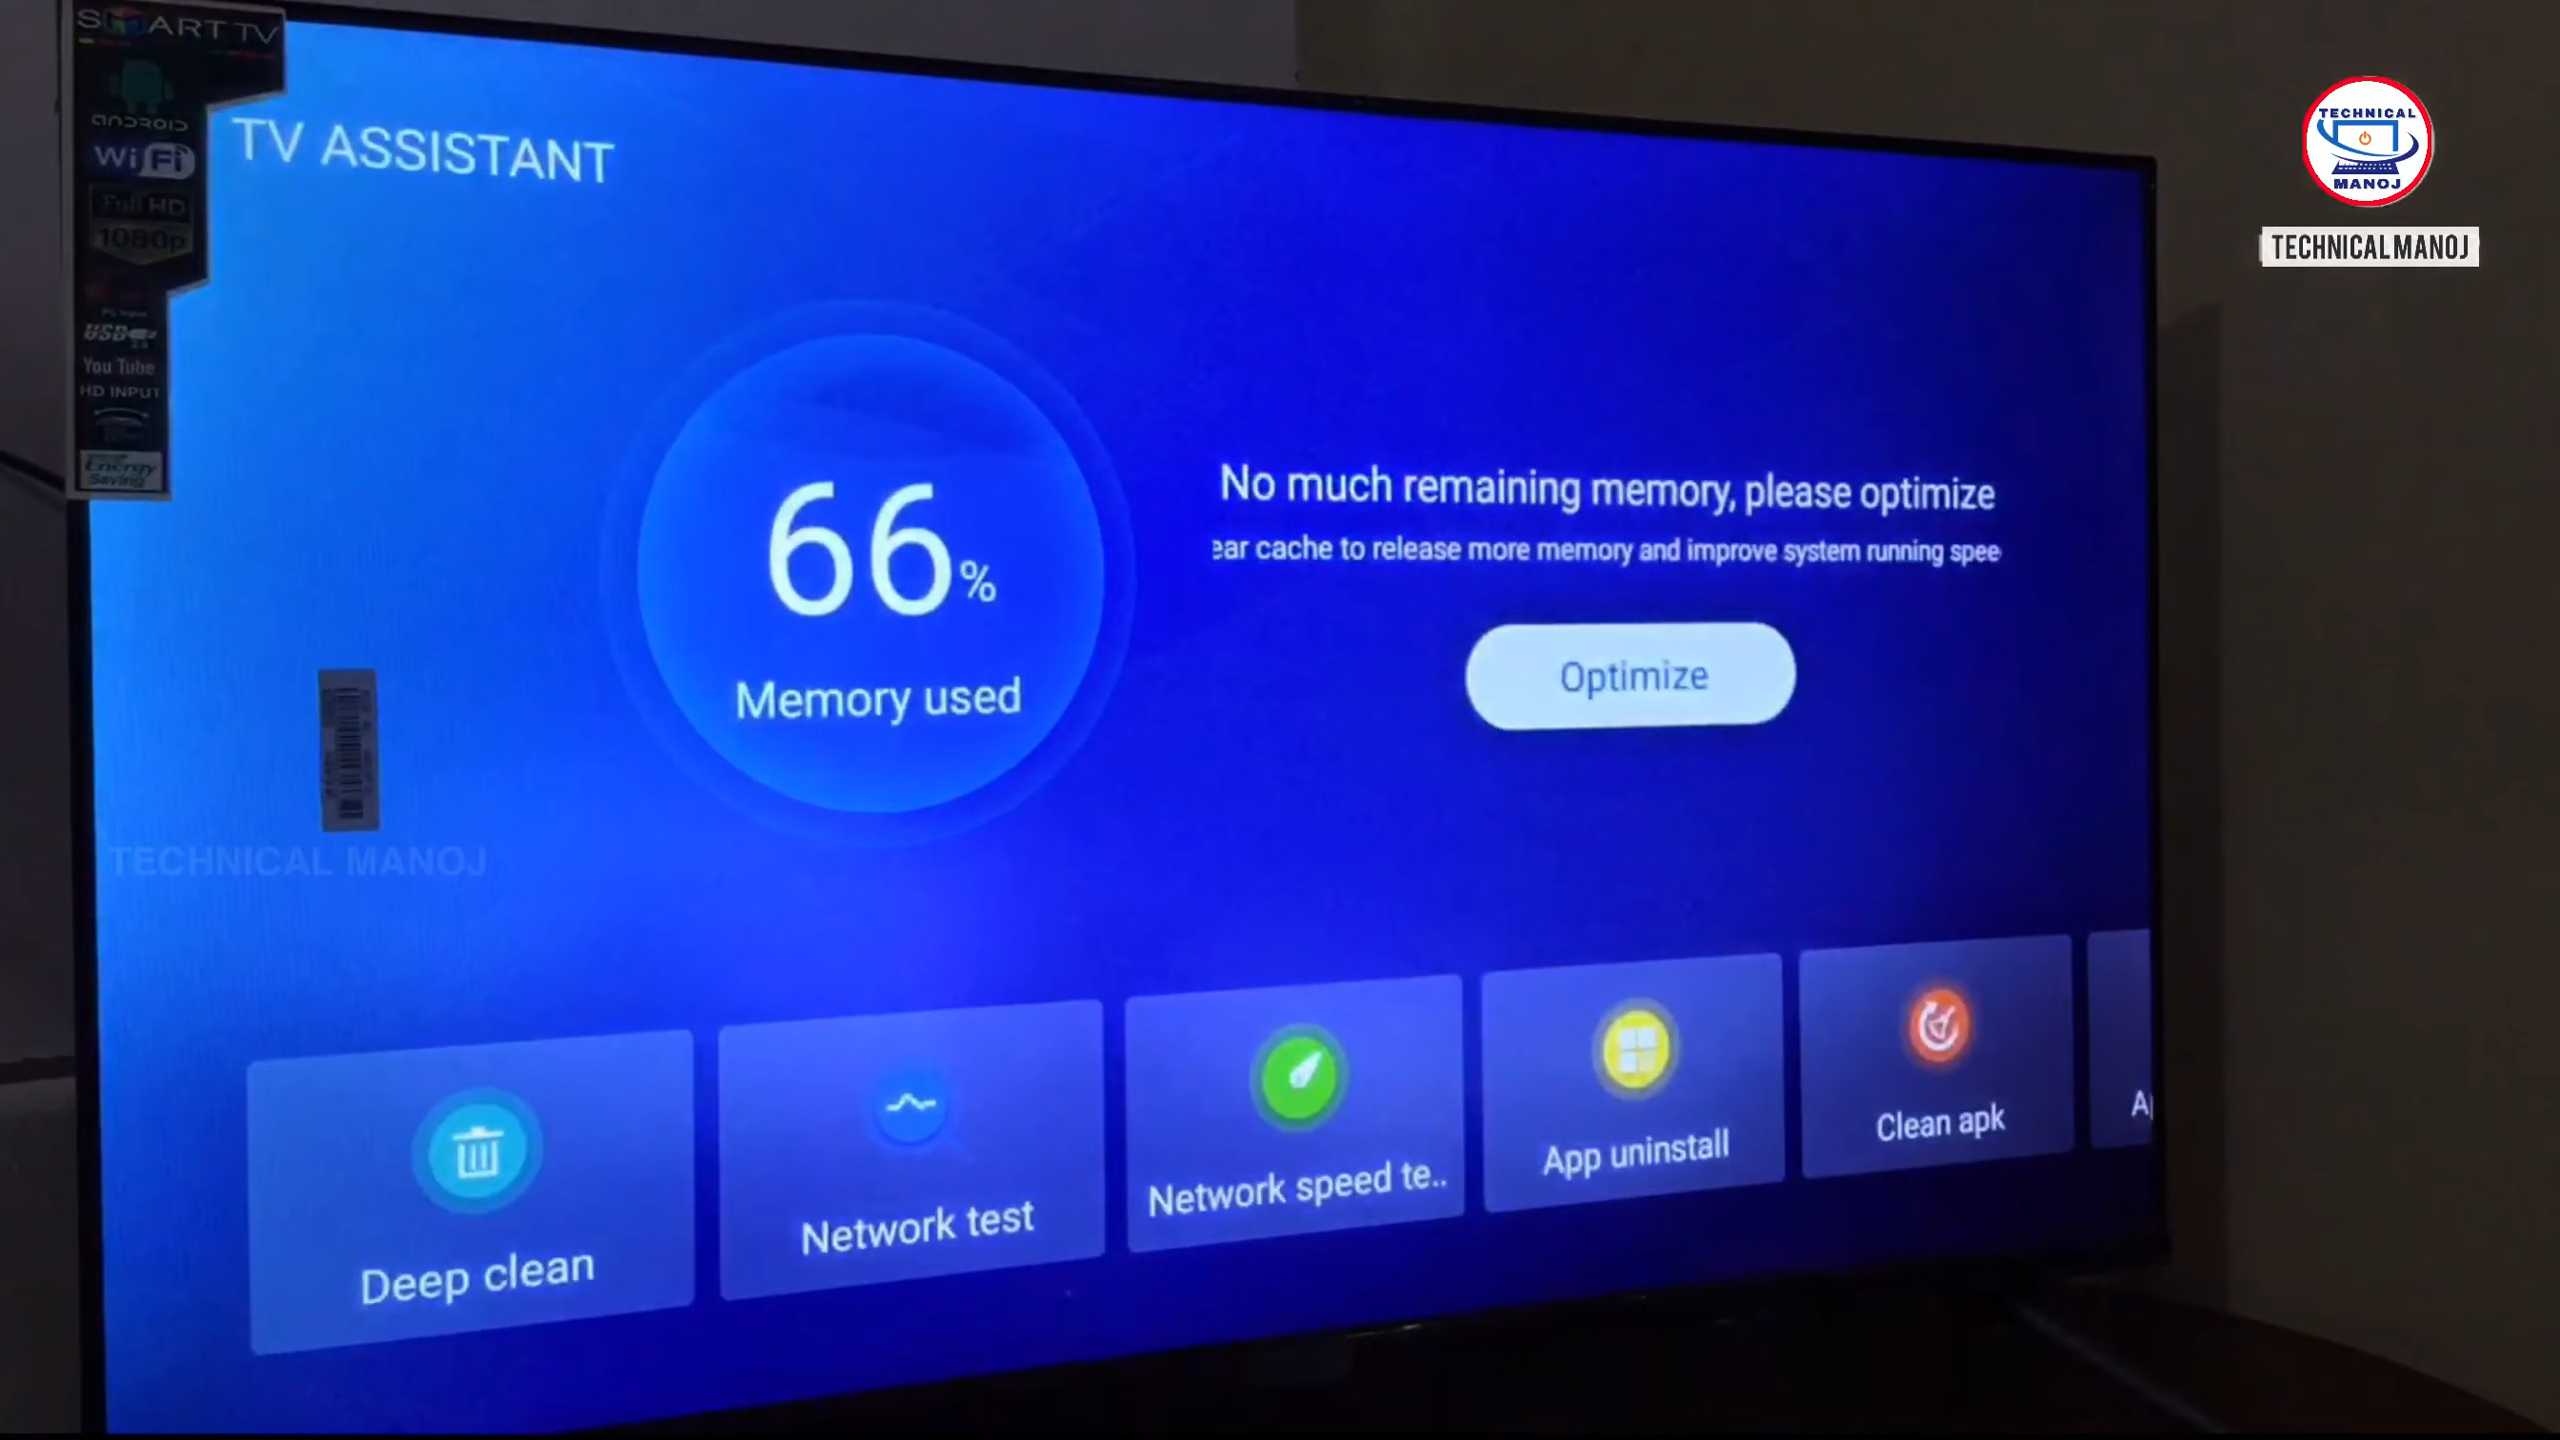 SMART TV
ANDROID
WiFi
Full HD
1080p
USB
You Tube
HD INPUT
Energy
Saving
TV ASSISTANT
TECHNICAL
MANOJ
TECHNICAL MANOJ
66%
Memory used
No much remaining memory, please optimize
ear cache to release more memory and improve system running spee
Optimize
TECHNICAL MANOJ
Deep clean
Network test
Network speed te..
App uninstall
Clean apk